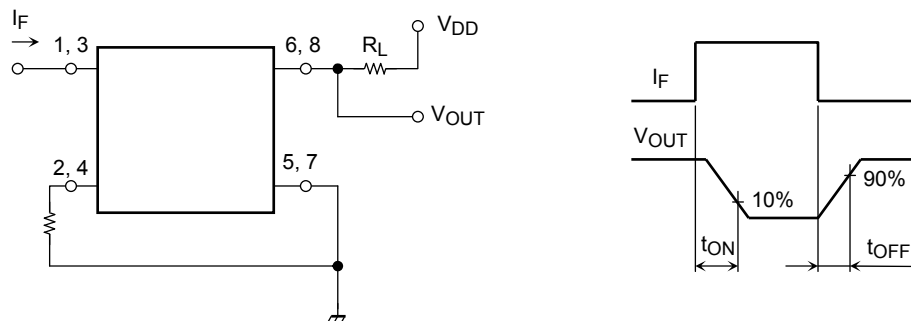 IF
1, 3
6, 8
RL
VDD
VOUT
2, 4
5, 7
IF
VOUT
10%
90%
tON
tOFF